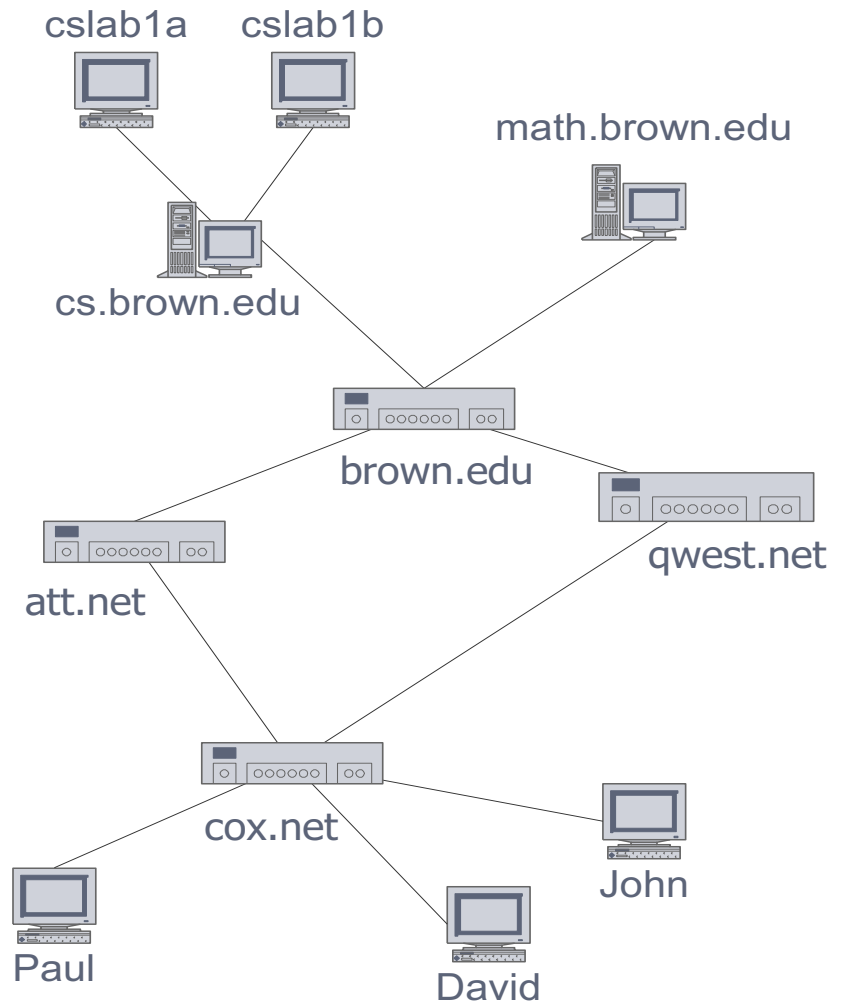 cslab1a cslab1b
math.brown.edu
cs.brown.edu
brown.edu
qwest.net
att.net
cox.net
John
Paul
David